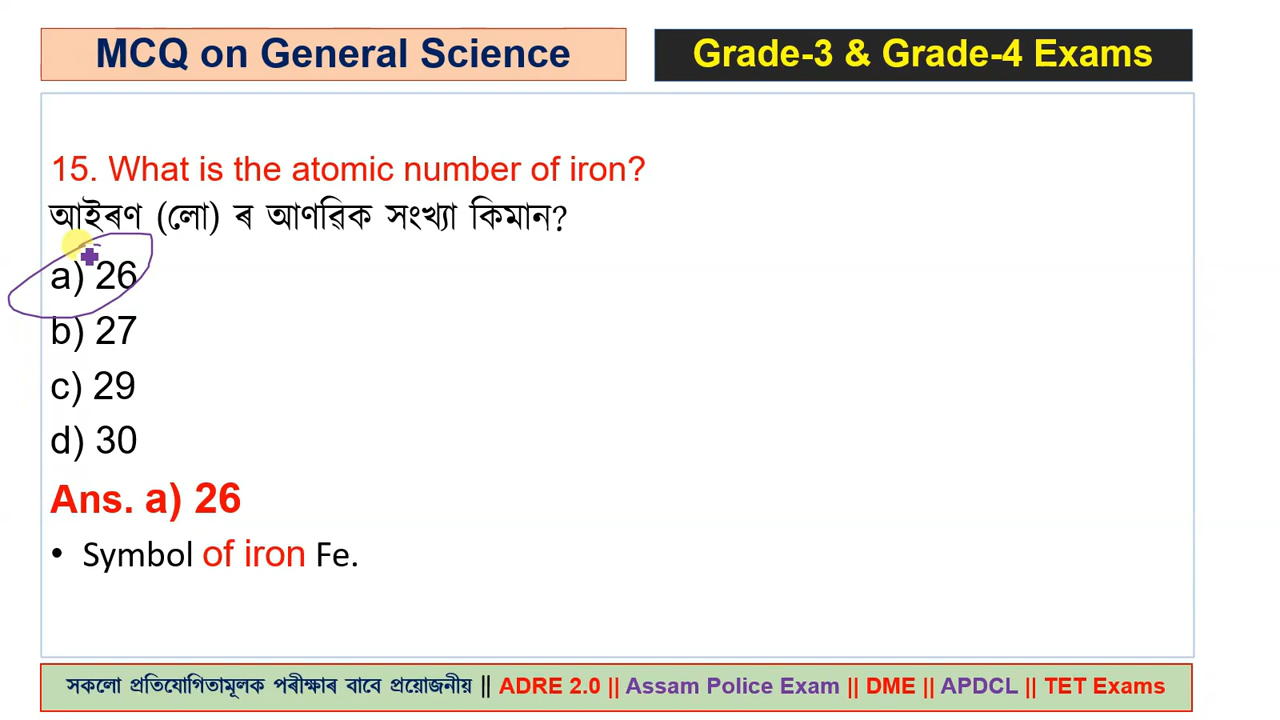 MCQ on General Science
Grade-3 & Grade-4 Exams
15. What is the atomic number of iron?
আইৰণ (লো) ৰ আণৱিক সংখ্যা কিমান?
a) 26
b) 27
c) 29
d) 30
Ans. a) 26
• Symbol of iron Fe.
সকলো প্ৰতিযোগিতামূলক পৰীক্ষাৰ বাবে প্ৰয়োজনীয় || ADRE 2.0 || Assam Police Exam || DME || APDCL || TET Exams